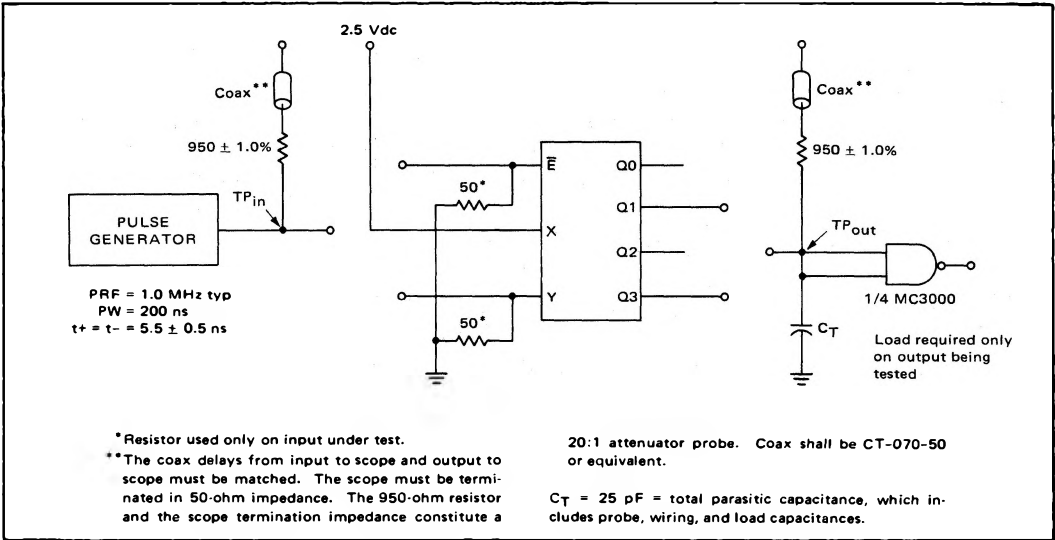 2.5 Vdc
Coax**
950 ± 1.0%
TPin
PULSE
GENERATOR
PRF = 1.0 MHz typ
PW = 200 ns
t+ = t– = 5.5 ± 0.5 ns
E̅
50*
X
Y
50*
Q0
Q1
Q2
Q3
Coax**
950 ± 1.0%
TPout
1/4 MC3000
CT
Load required only
on output being
tested
*Resistor used only on input under test.
**The coax delays from input to scope and output to
scope must be matched. The scope must be termi-
nated in 50-ohm impedance. The 950-ohm resistor
and the scope termination impedance constitute a
20:1 attenuator probe. Coax shall be CT-070-50
or equivalent.
CT = 25 pF = total parasitic capacitance, which in-
cludes probe, wiring, and load capacitances.